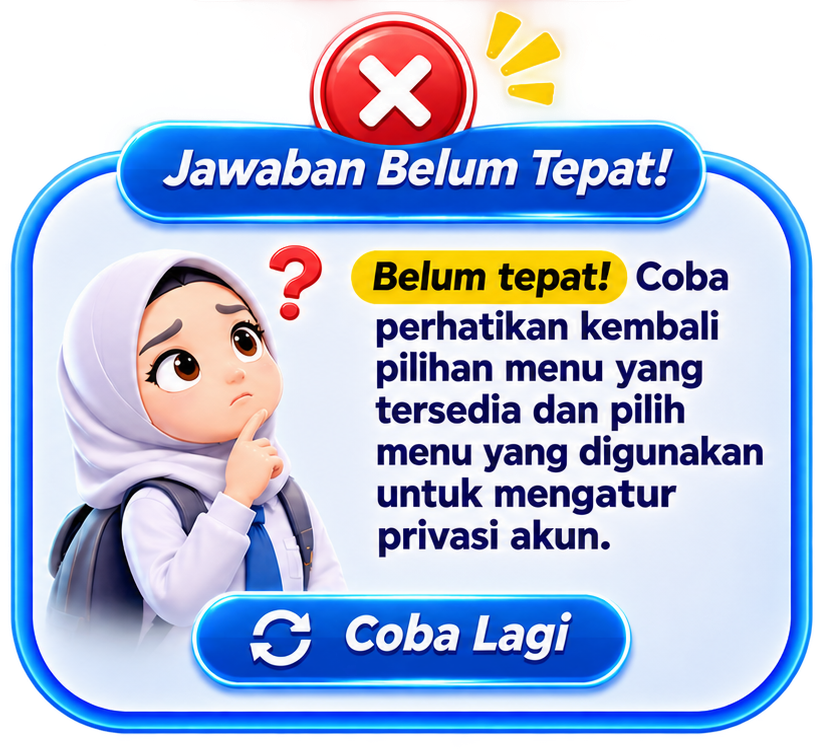 Jawaban Belum Tepat!
?
Belum tepat! Coba
perhatikan kembali
pilihan menu yang
tersedia dan pilih
menu yang digunakan
untuk mengatur
privasi akun.
Coba Lagi